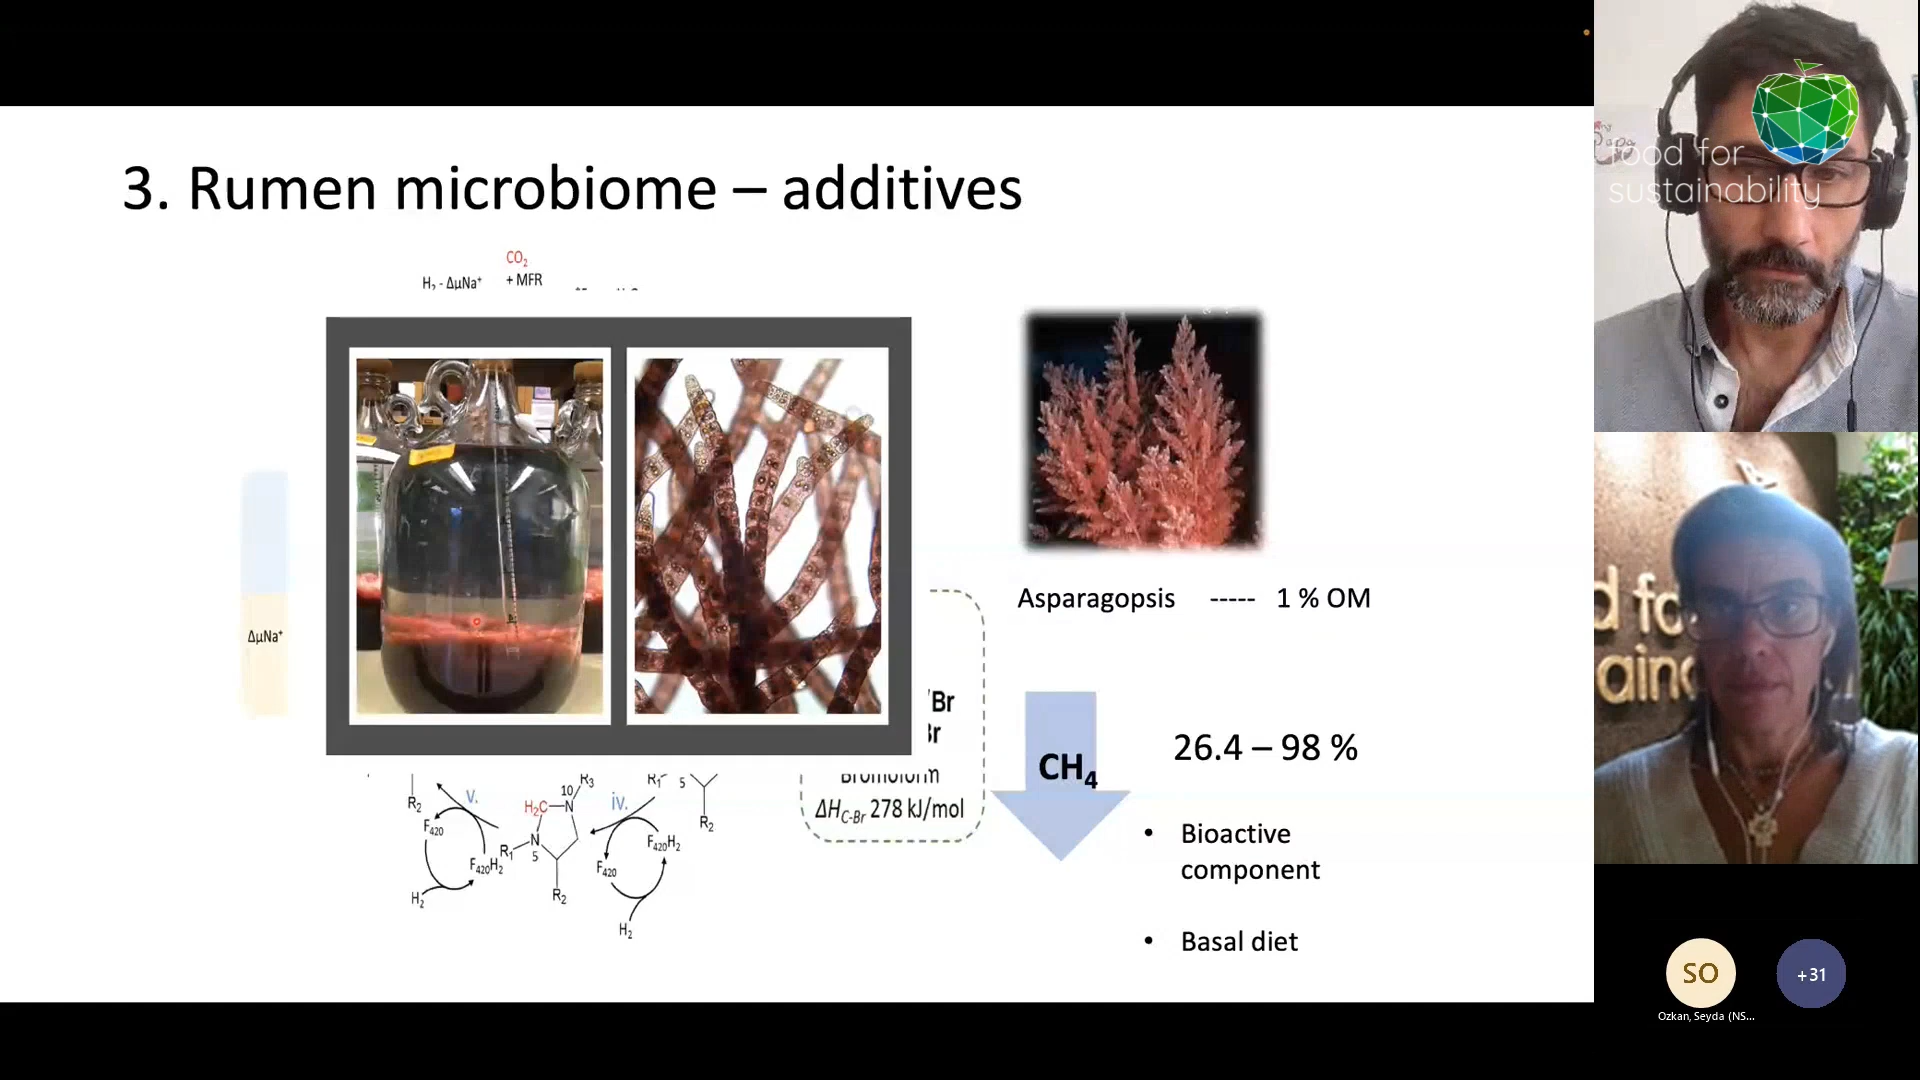 3. Rumen microbiome – additives
CO2
H2 - ΔµNa+ + MFR
ΔµNa+
Asparagopsis ----- 1 % OM
Br
Bromoform
ΔHC-Br 278 kJ/mol
CH4
26.4 – 98 %
• Bioactive
component
• Basal diet
R2
v.
F420
F420H2
H2
R1
H2C
N
10
R3
N
5
R2
iv.
F420H2
F420
H2
R1
5
R2
food for
sustainability
d fo
aina
SO
+31
Ozkan, Seyda (NS...